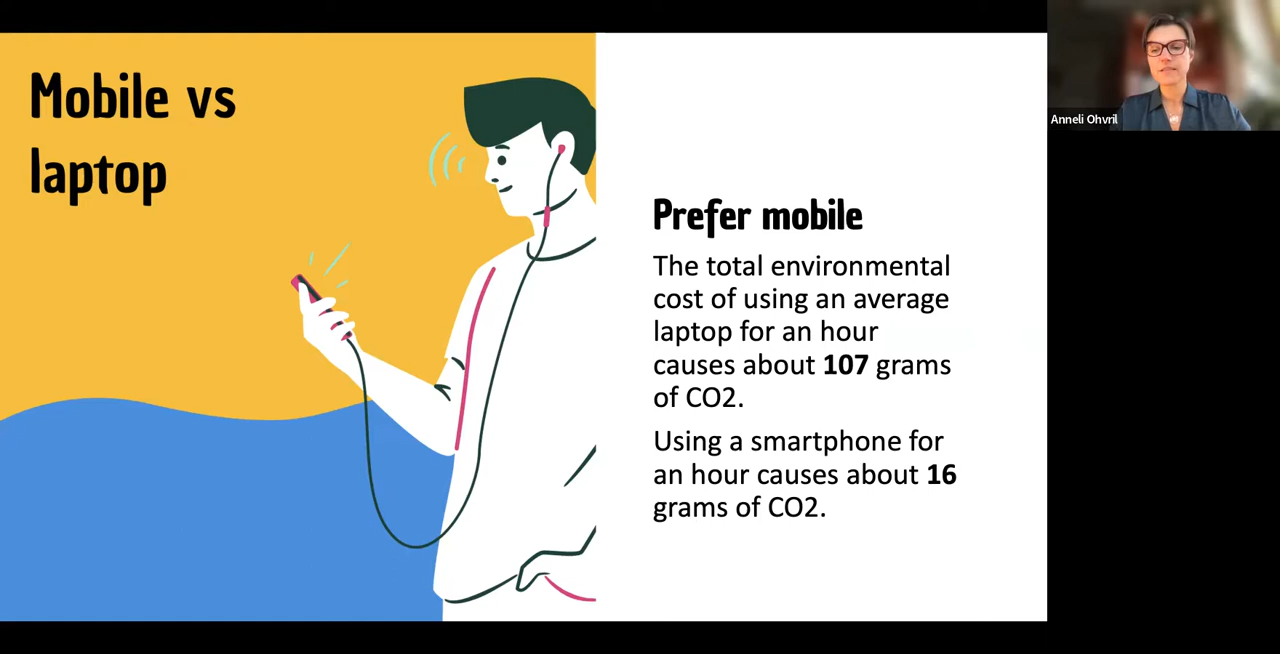 Mobile vs
laptop
Prefer mobile
The total environmental
cost of using an average
laptop for an hour
causes about 107 grams
of CO2.
Using a smartphone for
an hour causes about 16
grams of CO2.
Anneli Ohvril